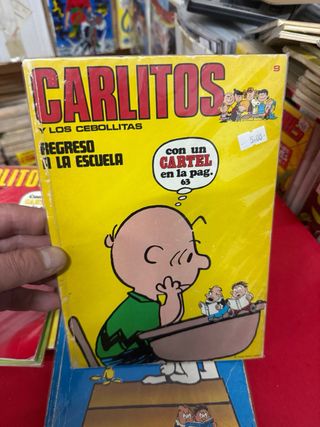 CARLITOS
9
Y LOS CEBOLLITAS
REGRESO
A LA ESCUELA
con un
CARTEL
en la pag.
63